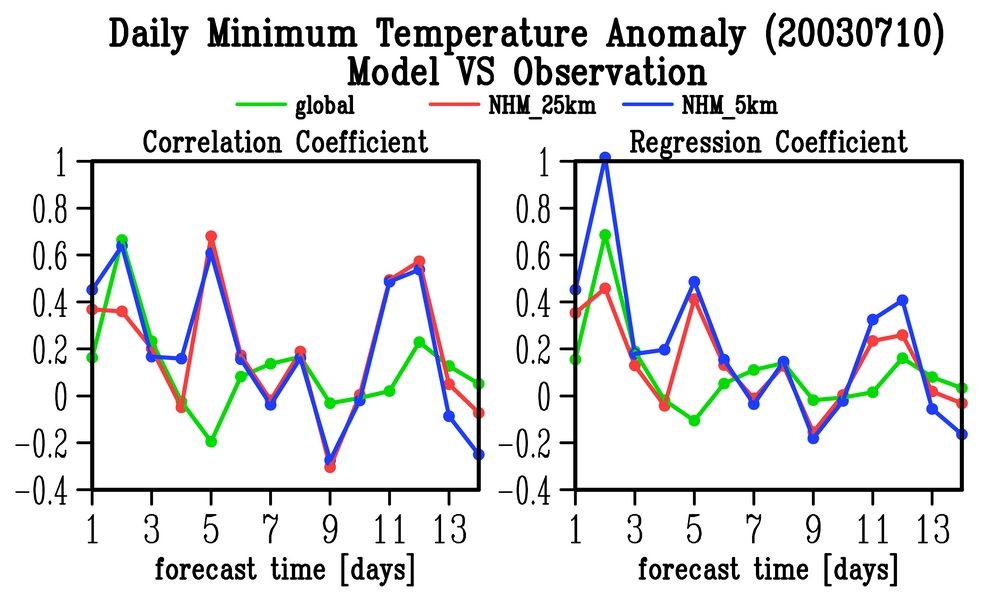 Daily Minimum Temperature Anomaly (20030710)
Model VS Observation
global NHM_25km NHM_5km
Correlation Coefficient
1
0.8
0.6
0.4
0.2
0
−0.2
−0.4
1 3 5 7 9 11 13
forecast time [days]
Regression Coefficient
1
0.8
0.6
0.4
0.2
0
−0.2
−0.4
1 3 5 7 9 11 13
forecast time [days]